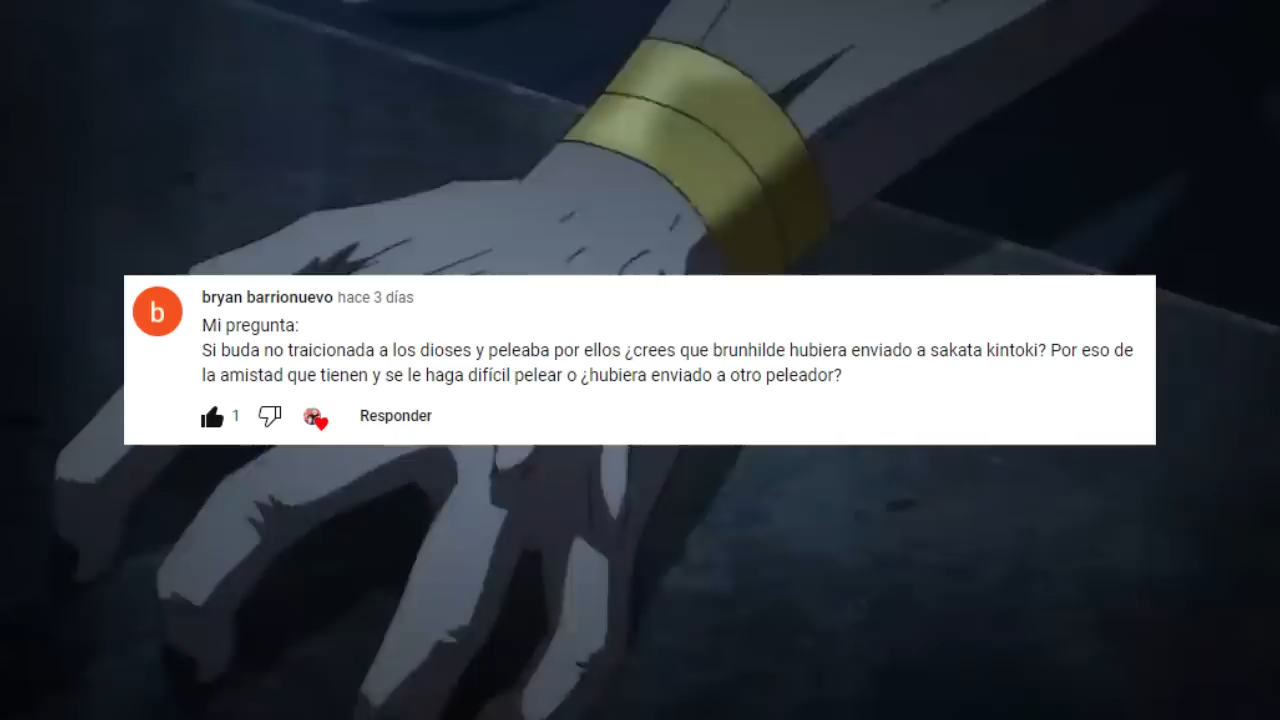 b
bryan barrionuevo hace 3 días
Mi pregunta:
Si buda no traicionada a los dioses y peleaba por ellos ¿crees que brunhilde hubiera enviado a sakata kintoki? Por eso de
la amistad que tienen y se le haga difícil pelear o ¿hubiera enviado a otro peleador?
1 Responder